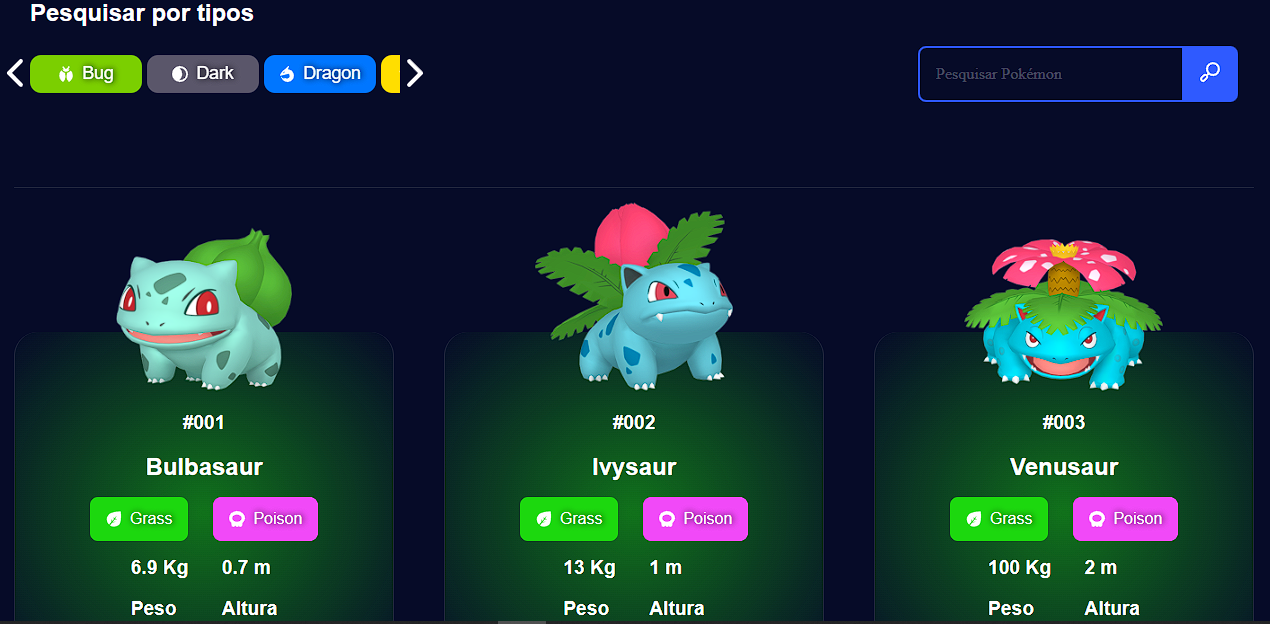 Pesquisar por tipos
Bug Dark Dragon
Pesquisar Pokémon
#001
Bulbasaur
Grass Poison
6.9 Kg 0.7 m
Peso Altura
#002
Ivysaur
Grass Poison
13 Kg 1 m
Peso Altura
#003
Venusaur
Grass Poison
100 Kg 2 m
Peso Altura